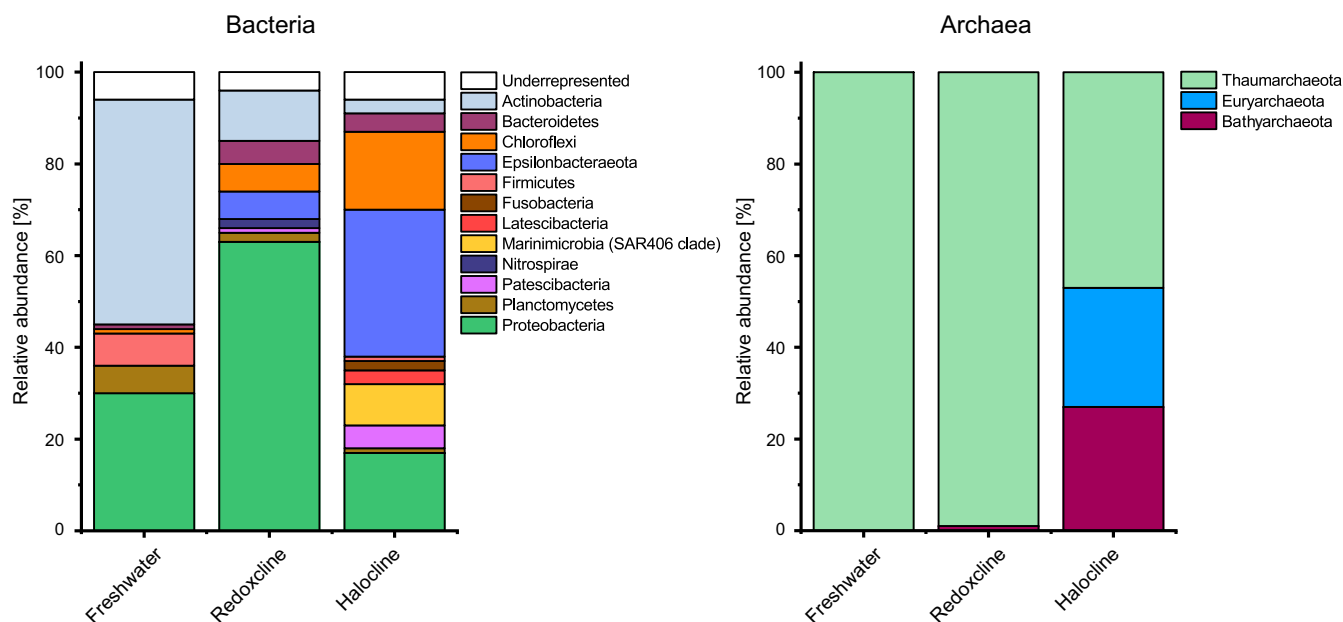 Bacteria
Relative abundance [%]
100
80
60
40
20
0
Freshwater
Redoxcline
Halocline
Underrepresented
Actinobacteria
Bacteroidetes
Chloroflexi
Epsilonbacteraeota
Firmicutes
Fusobacteria
Latescibacteria
Marinimicrobia (SAR406 clade)
Nitrospirae
Patescibacteria
Planctomycetes
Proteobacteria
Archaea
Relative abundance [%]
100
80
60
40
20
0
Freshwater
Redoxcline
Halocline
Thaumarchaeota
Euryarchaeota
Bathyarchaeota